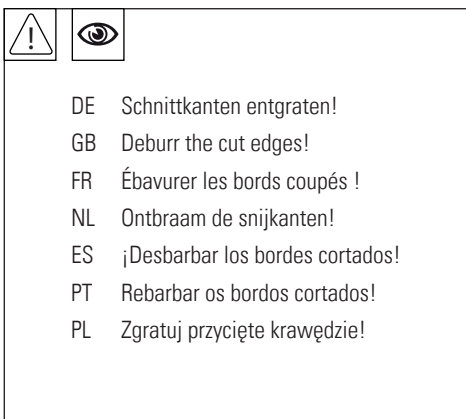 DE Schnittkanten entgraten!
GB Deburr the cut edges!
FR Ébavurer les bords coupés !
NL Ontbraam de snijkanten!
ES ¡Desbarbar los bordes cortados!
PT Rebarbar os bordos cortados!
PL Zgratuj przycięte krawędzie!